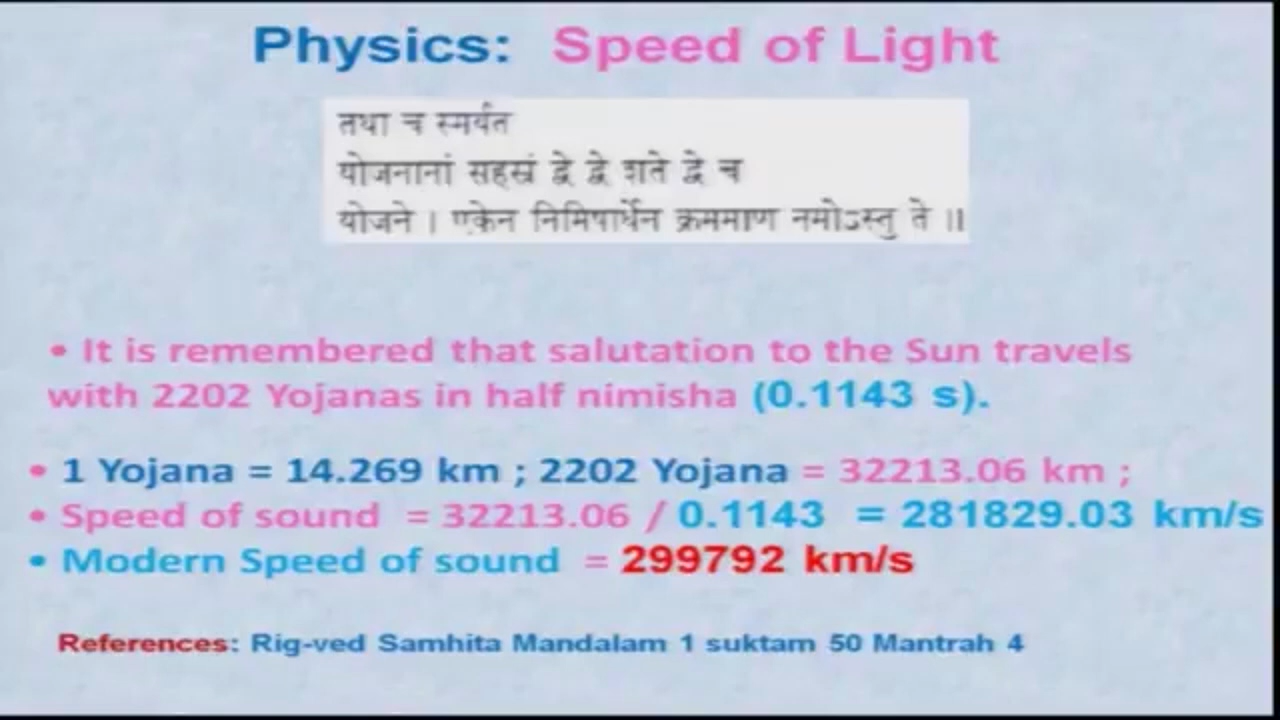 Physics: Speed of Light
तथा च स्मर्यत
योजनानां सहस्रं द्वे द्वे शते द्वे च
योजने । एकेन निमिषार्धेन क्रममाण नमोऽस्तु ते ॥
• It is remembered that salutation to the Sun travels
with 2202 Yojanas in half nimisha (0.1143 s).
• 1 Yojana = 14.269 km ; 2202 Yojana = 32213.06 km ;
• Speed of sound = 32213.06 / 0.1143 = 281829.03 km/s
• Modern Speed of sound = 299792 km/s
References: Rig-ved Samhita Mandalam 1 suktam 50 Mantrah 4